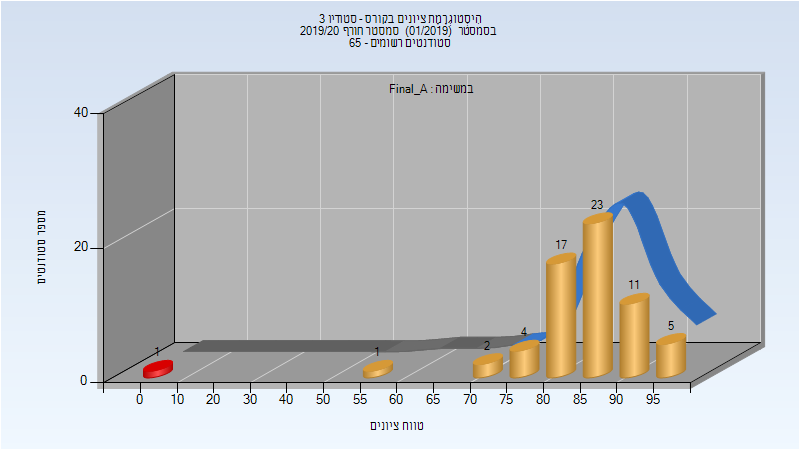 היסטוגרמת ציונים בקורס - סטודיו 3
בסמסטר (01/2019) סמסטר חורף 2019/20
סטודנטים רשומים - 65
במשימה : Final_A
מספר סטודנטים
40
20
0
1
1
2
4
17
23
11
5
0 10 20 30 40 50 55 60 65 70 75 80 85 90 95
טווח ציונים